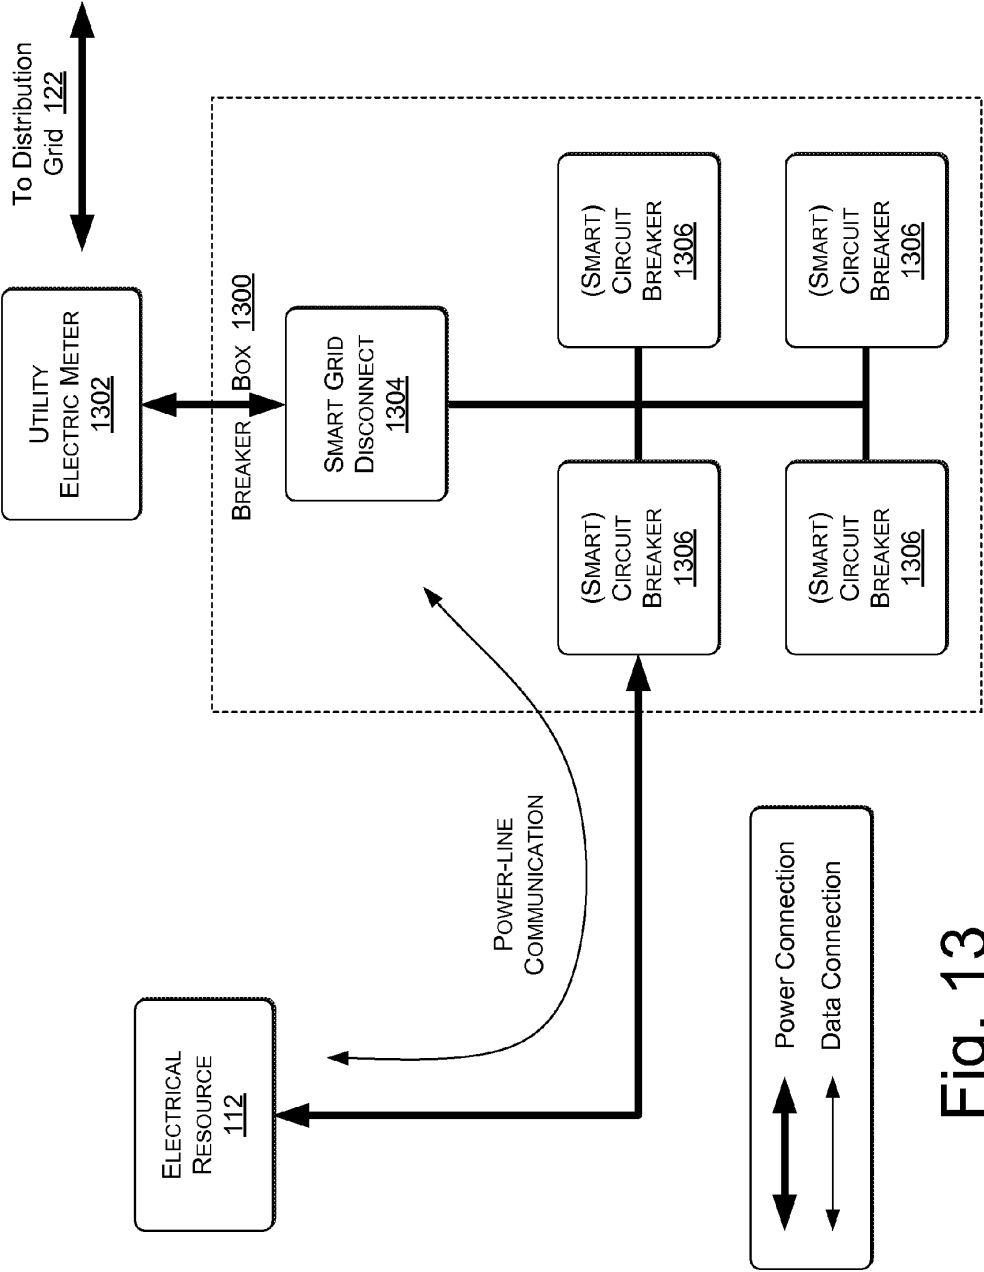 TO DISTRIBUTION
GRID 122
UTILITY
ELECTRIC METER
1302
BREAKER BOX 1300
SMART GRID
DISCONNECT
1304
(SMART)
CIRCUIT
BREAKER
1306
(SMART)
CIRCUIT
BREAKER
1306
(SMART)
CIRCUIT
BREAKER
1306
(SMART)
CIRCUIT
BREAKER
1306
POWER-LINE
COMMUNICATION
ELECTRICAL
RESOURCE
112
Power Connection
Data Connection
Fig. 13